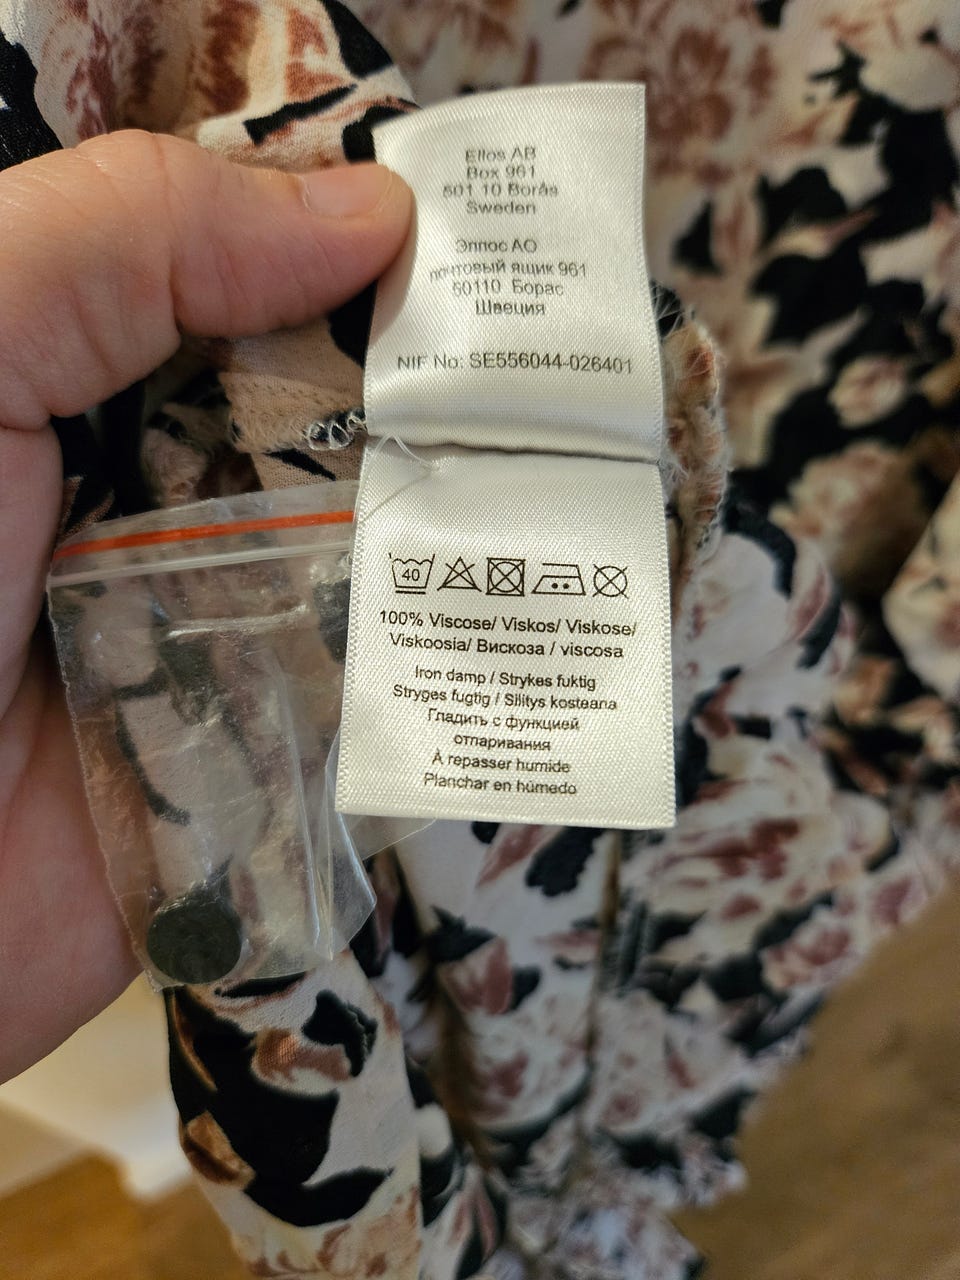 Ellos AB
Box 961
501 10 Borås
Sweden
Эллос АО
почтовый ящик 961
50110 Борас
Швеция
NIF No: SE556044-026401
40
100% Viscose/ Viskos/ Viskose/
Viskoosia/ Вискоза / viscosa
Iron damp / Strykes fuktig
Stryges fugtig / Silitys kosteana
Гладить с функцией
отпаривания
À repasser humide
Planchar en húmedo